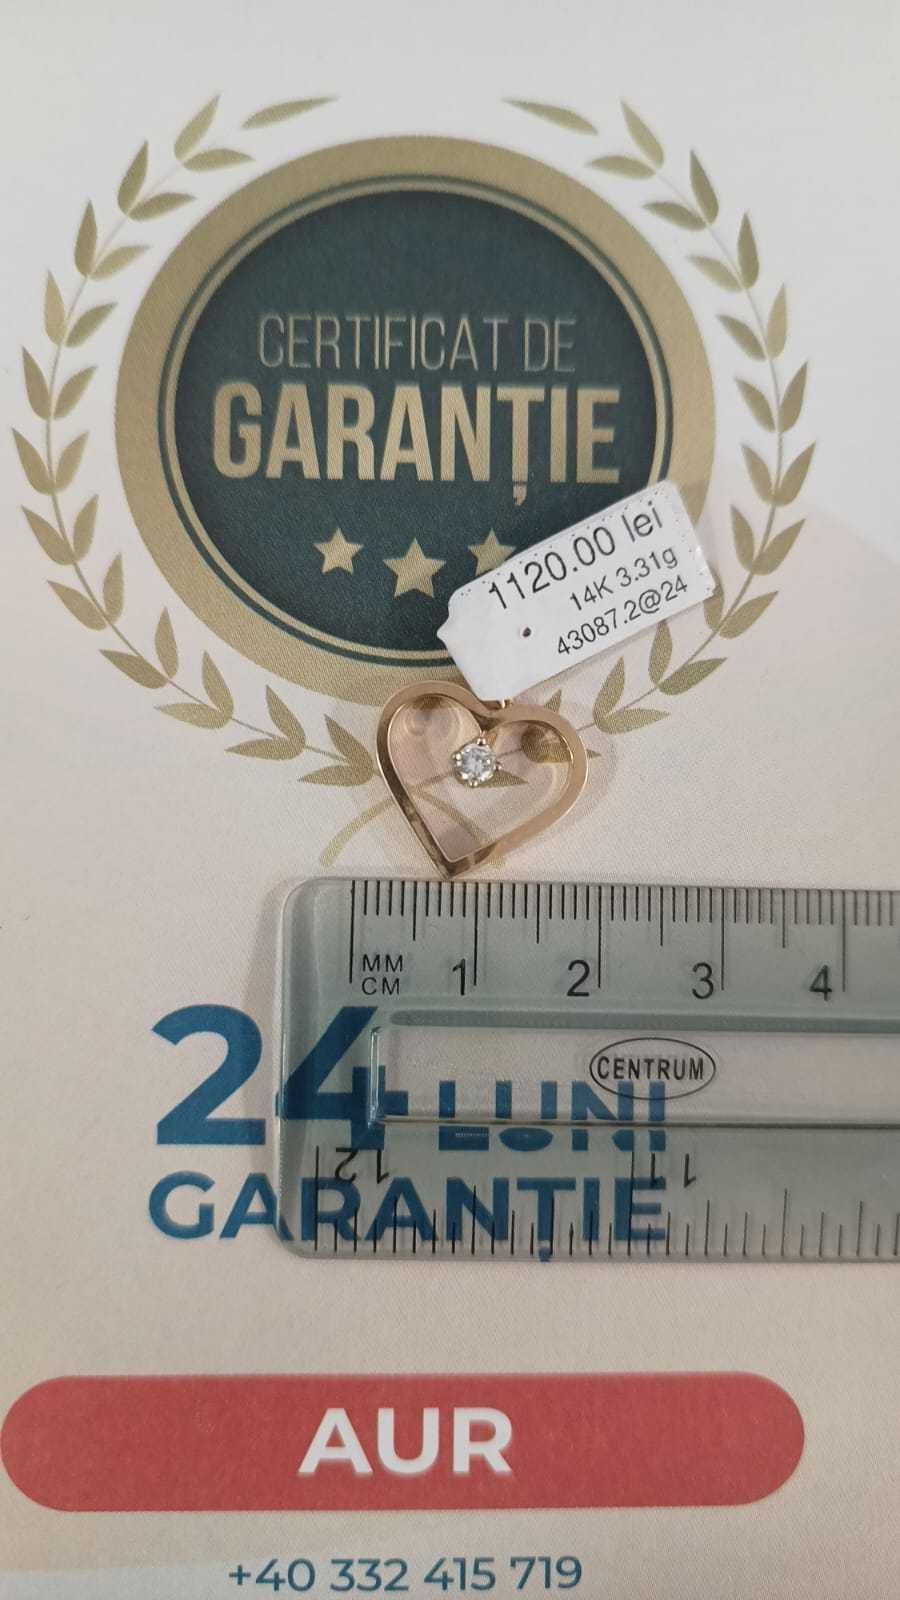 CERTIFICAT DE
GARANȚIE
1120.00 lei
14K 3.31g
43087.2@24
MM
CM
1 2 3 4
CENTRUM
24 LUNI
12 11
GARANȚIE
AUR
+40 332 415 719